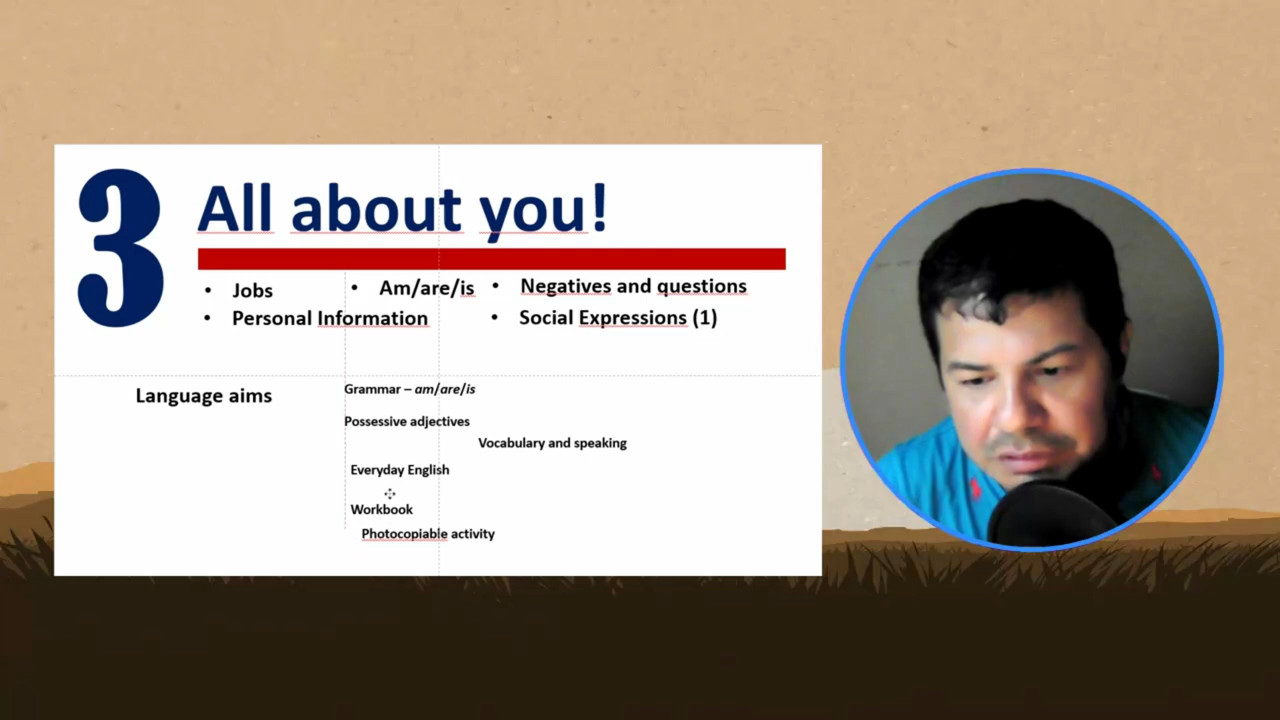 3
All about you!
• Jobs • Am/are/is • Negatives and questions
• Personal Information • Social Expressions (1)
Language aims
Grammar – am/are/is
Possessive adjectives
Vocabulary and speaking
Everyday English
Workbook
Photocopiable activity